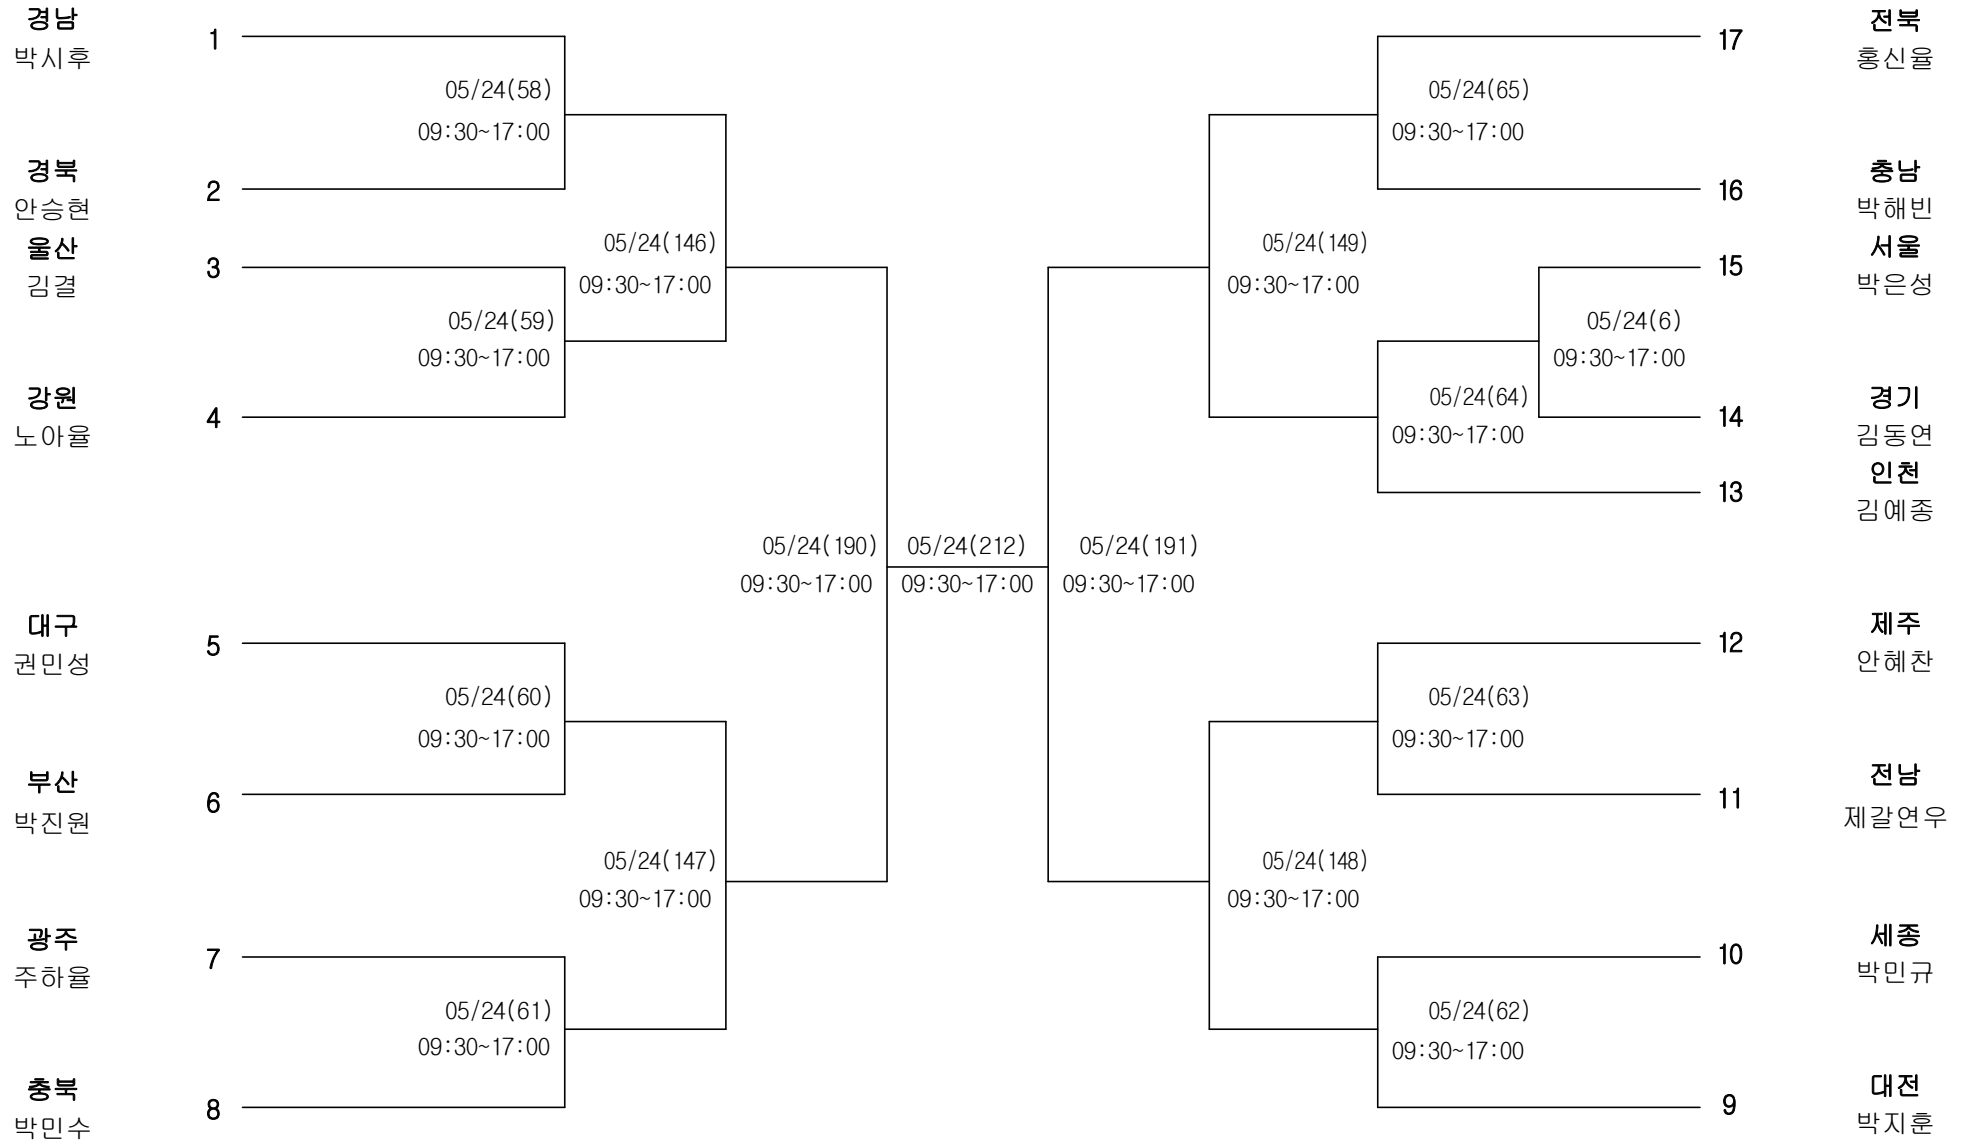 경남
박시후
1
05/24(58)
09:30~17:00
경북
안승현
2
울산
김결
3
05/24(146)
09:30~17:00
05/24(59)
09:30~17:00
강원
노아율
4
05/24(190)
09:30~17:00
대구
권민성
5
05/24(60)
09:30~17:00
부산
박진원
6
05/24(147)
09:30~17:00
광주
주하율
7
05/24(61)
09:30~17:00
충북
박민수
8
05/24(212)
09:30~17:00
17
전북
홍신율
05/24(65)
09:30~17:00
16
충남
박해빈
05/24(149)
09:30~17:00
15
서울
박은성
05/24(6)
09:30~17:00
05/24(64)
09:30~17:00
14
경기
김동연
13
인천
김예종
05/24(191)
09:30~17:00
12
제주
안혜찬
05/24(63)
09:30~17:00
11
전남
제갈연우
05/24(148)
09:30~17:00
10
세종
박민규
05/24(62)
09:30~17:00
9
대전
박지훈